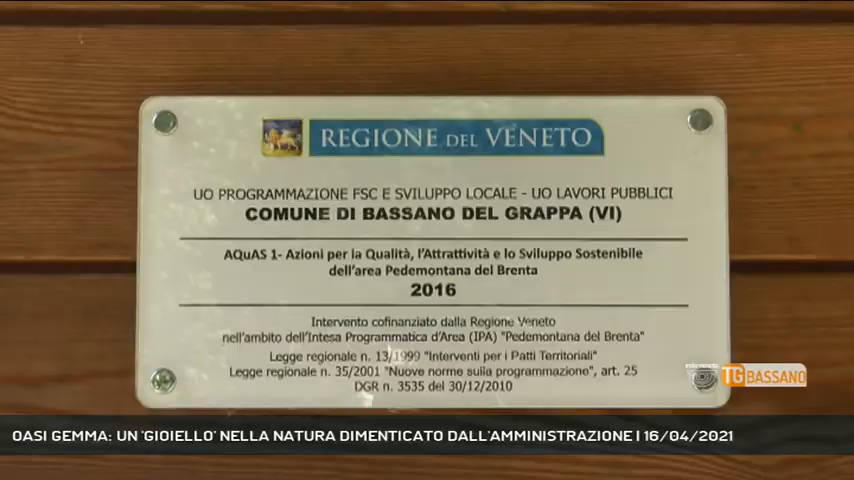 REGIONE DEL VENETO
UO PROGRAMMAZIONE FSC E SVILUPPO LOCALE - UO LAVORI PUBBLICI
COMUNE DI BASSANO DEL GRAPPA (VI)
AQuAS 1- Azioni per la Qualità, l'Attrattività e lo Sviluppo Sostenibile
dell'area Pedemontana del Brenta
2016
Intervento cofinanziato dalla Regione Veneto
nell'ambito dell'Intesa Programmatica d'Area (IPA) "Pedemontana del Brenta"
Legge regionale n. 13/1999 "Interventi per i Patti Territoriali"
Legge regionale n. 35/2001 "Nuove norme sulla programmazione", art. 25
DGR n. 3535 del 30/12/2010
TG BASSANO
OASI GEMMA: UN 'GIOIELLO' NELLA NATURA DIMENTICATO DALL'AMMINISTRAZIONE | 16/04/2021